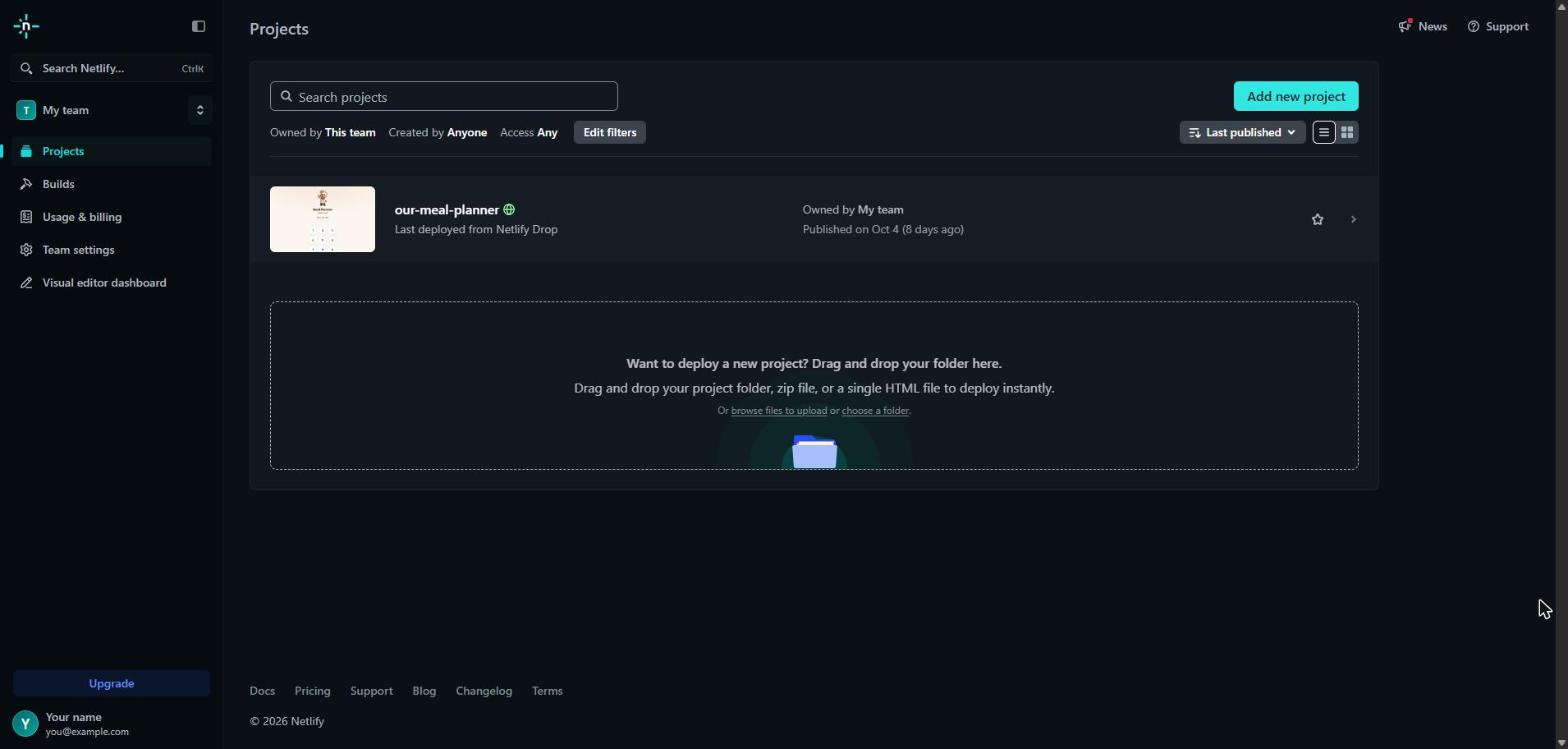 n
Search Netlify... CtrlK
T My team
Projects
Builds
Usage & billing
Team settings
Visual editor dashboard
Upgrade
Y Your name
you@example.com
Projects
News
Support
Search projects
Add new project
Owned by This team Created by Anyone Access Any Edit filters
Last published
our-meal-planner
Last deployed from Netlify Drop
Owned by My team
Published on Oct 4 (8 days ago)
Want to deploy a new project? Drag and drop your folder here.
Drag and drop your project folder, zip file, or a single HTML file to deploy instantly.
Or browse files to upload or choose a folder.
Docs Pricing Support Blog Changelog Terms
© 2026 Netlify